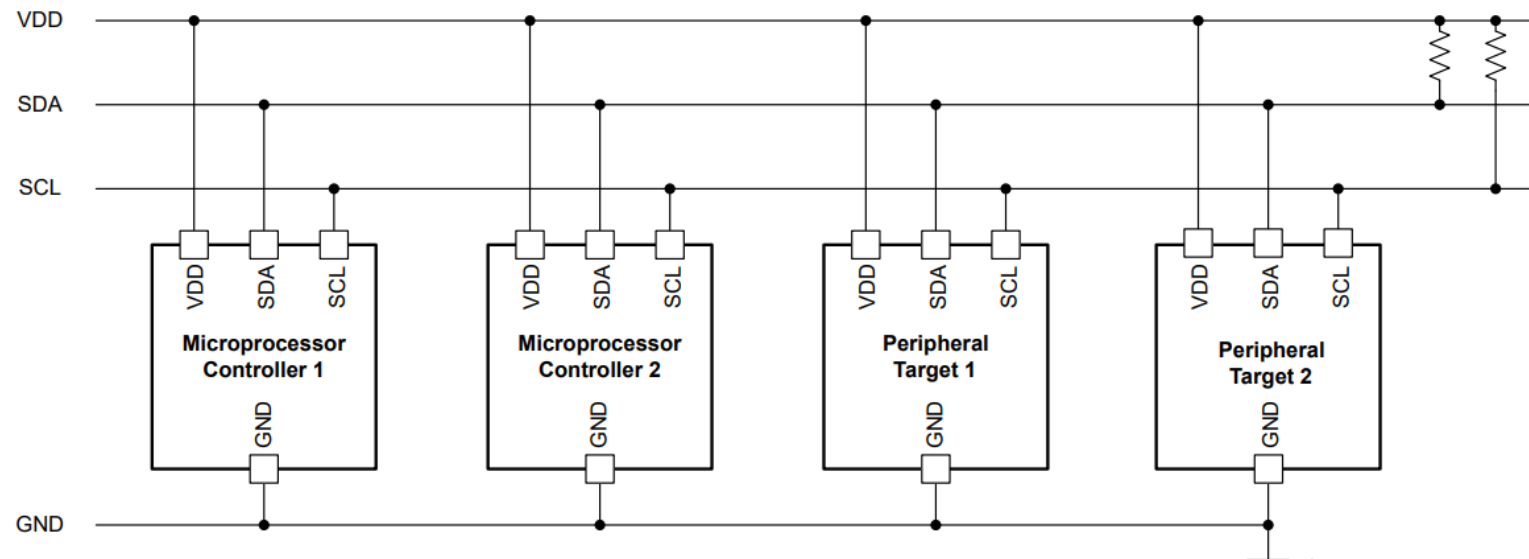 VDD
SDA
SCL
VDD SDA SCL
VDD SDA SCL
VDD SDA SCL
VDD SDA SCL
Microprocessor
Controller 1
Microprocessor
Controller 2
Peripheral
Target 1
Peripheral
Target 2
GND
GND
GND
GND
GND